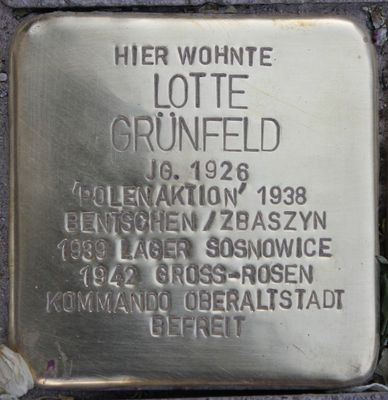 HIER WOHNTE
LOTTE
GRÜNFELD
JG. 1926
'POLENAKTION' 1938
BENTSCHEN/ZBASZYN
1939 LAGER SOSNOWICE
1942 GROSS-ROSEN
KOMMANDO OBERALTSTADT
BEFREIT